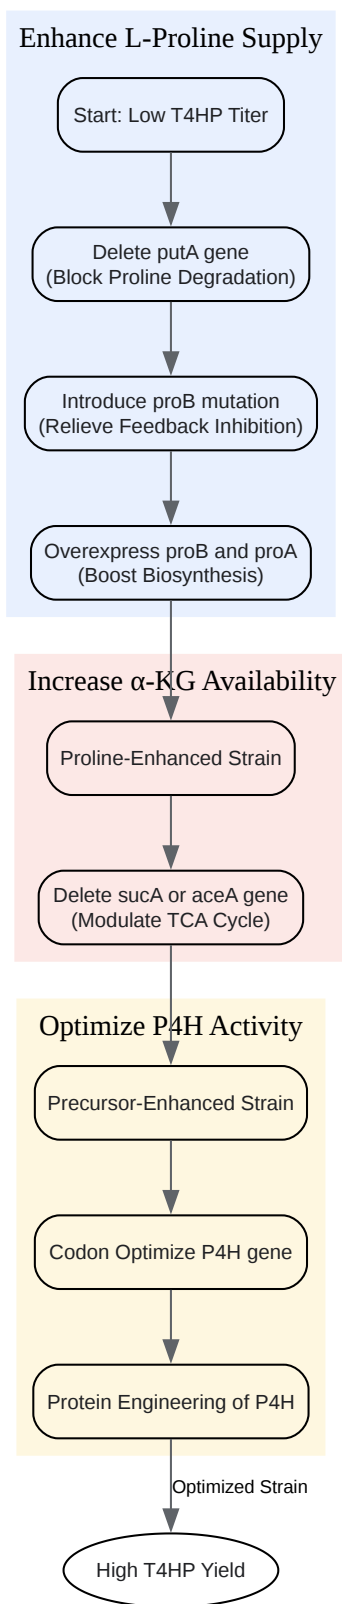 Enhance L-Proline Supply
Start: Low T4HP Titer
Delete putA gene
(Block Proline Degradation)
Introduce proB mutation
(Relieve Feedback Inhibition)
Overexpress proB and proA
(Boost Biosynthesis)
Increase α-KG Availability
Proline-Enhanced Strain
Delete sucA or aceA gene
(Modulate TCA Cycle)
Optimize P4H Activity
Precursor-Enhanced Strain
Codon Optimize P4H gene
Protein Engineering of P4H
Optimized Strain
High T4HP Yield